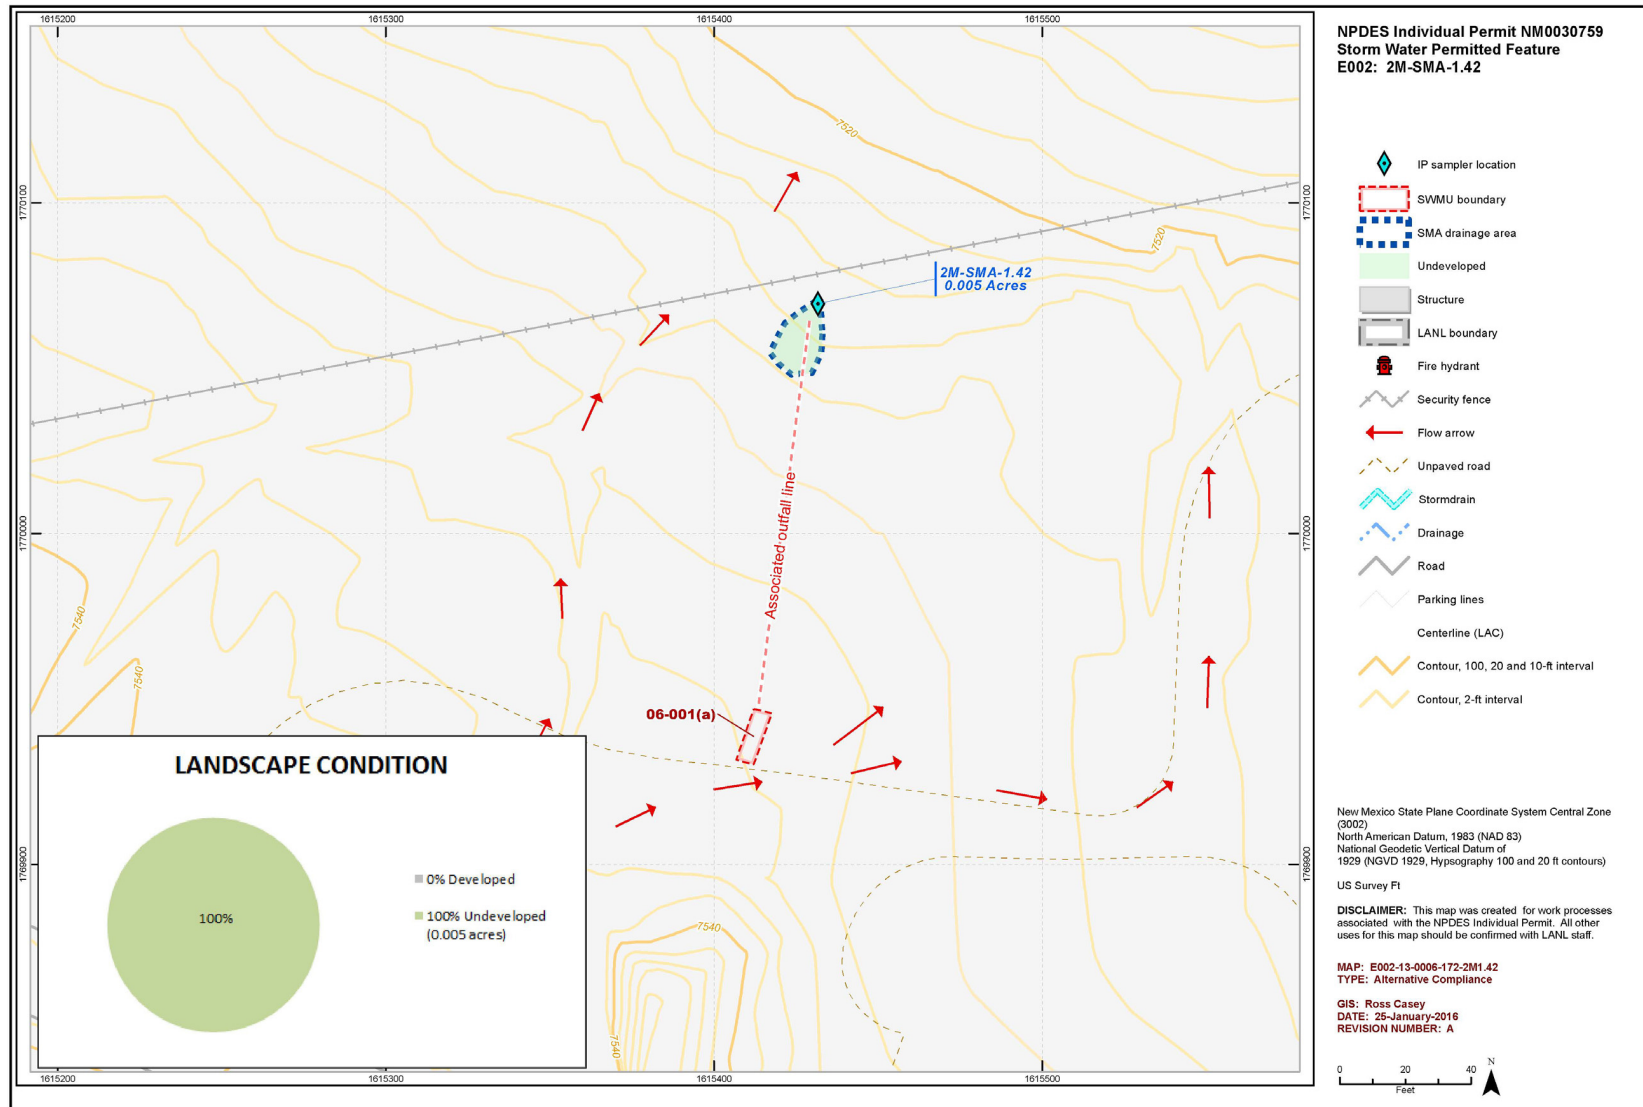 1615200
1615300
1615400
1615500
NPDES Individual Permit NM0030759
Storm Water Permitted Feature
E002: 2M-SMA-1.42
7520
1770100
1770100
7520
2M-SMA-1.42
0.005 Acres
IP sampler location
SWMU boundary
SMA drainage area
Undeveloped
Structure
LANL boundary
Fire hydrant
Security fence
Flow arrow
Unpaved road
Stormdrain
Drainage
Road
Parking lines
Centerline (LAC)
Contour, 100, 20 and 10-ft interval
Contour, 2-ft interval
Associated outfall line
1770000
1770000
7540
7540
06-001(a)
LANDSCAPE CONDITION
100%
0% Developed
100% Undeveloped
(0.005 acres)
1769900
1769900
7540
7540
New Mexico State Plane Coordinate System Central Zone
(3002)
North American Datum, 1983 (NAD 83)
National Geodetic Vertical Datum of
1929 (NGVD 1929, Hypsography 100 and 20 ft contours)
US Survey Ft
DISCLAIMER: This map was created for work processes
associated with the NPDES Individual Permit. All other
uses for this map should be confirmed with LANL staff.
MAP: E002-13-0006-172-2M1.42
TYPE: Alternative Compliance
GIS: Ross Casey
DATE: 25-January-2016
REVISION NUMBER: A
0 20 40
Feet
N
1615200
1615300
1615400
1615500